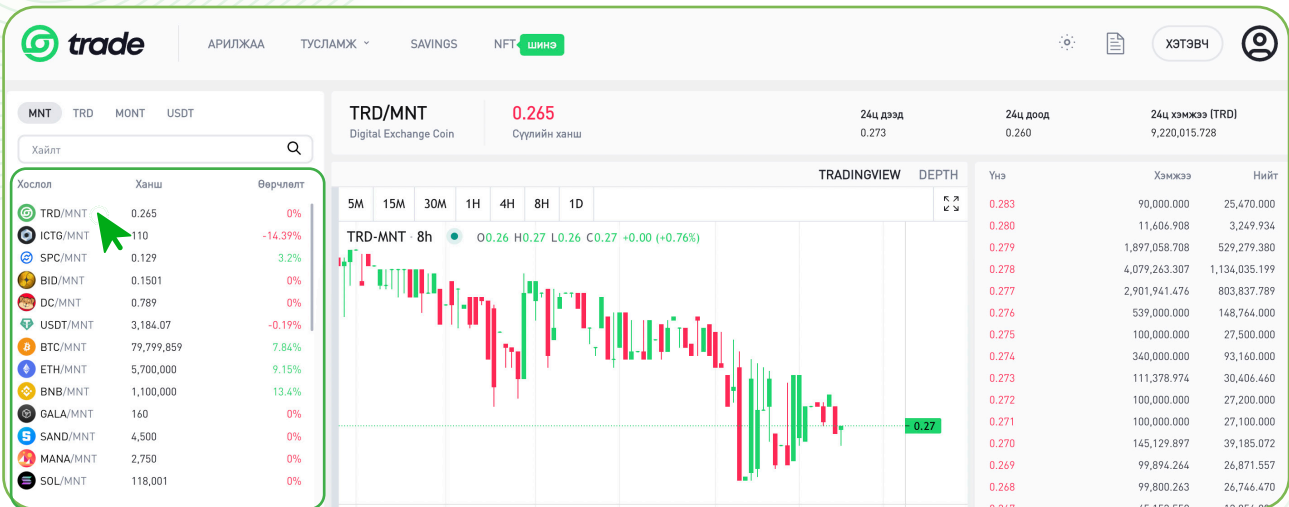 trade АРИЛЖАА ТУСЛАМЖ SAVINGS NFT шинэ ХЭТЭВЧ
MNT TRD MONT USDT
Хайлт
Хослол Ханш Өөрчлөлт
TRD/MNT 0.265 0%
ICTG/MNT 110 -14.39%
SPC/MNT 0.129 3.2%
BID/MNT 0.1501 0%
DC/MNT 0.789 0%
USDT/MNT 3,184.07 -0.19%
BTC/MNT 79,799,859 7.84%
ETH/MNT 5,700,000 9.15%
BNB/MNT 1,100,000 13.4%
GALA/MNT 160 0%
SAND/MNT 4,500 0%
MANA/MNT 2,750 0%
SOL/MNT 118,001 0%
TRD/MNT 0.265 24ц дээд 24ц доод 24ц хэмжээ (TRD)
Digital Exchange Coin Сүүлийн ханш 0.273 0.260 9,220,015.728
TRADINGVIEW DEPTH
5M 15M 30M 1H 4H 8H 1D
TRD-MNT · 8h O0.26 H0.27 L0.26 C0.27 +0.00 (+0.76%)
0.27
Үнэ Хэмжээ Нийт
0.283 90,000.000 25,470.000
0.280 11,606.908 3,249.934
0.279 1,897,058.708 529,279.380
0.278 4,079,263.307 1,134,035.199
0.277 2,901,941.476 803,837.789
0.276 539,000.000 148,764.000
0.275 100,000.000 27,500.000
0.274 340,000.000 93,160.000
0.273 111,378.974 30,406.460
0.272 100,000.000 27,200.000
0.271 100,000.000 27,100.000
0.270 145,129.897 39,185.072
0.269 99,894.264 26,871.557
0.268 99,800.263 26,746.470